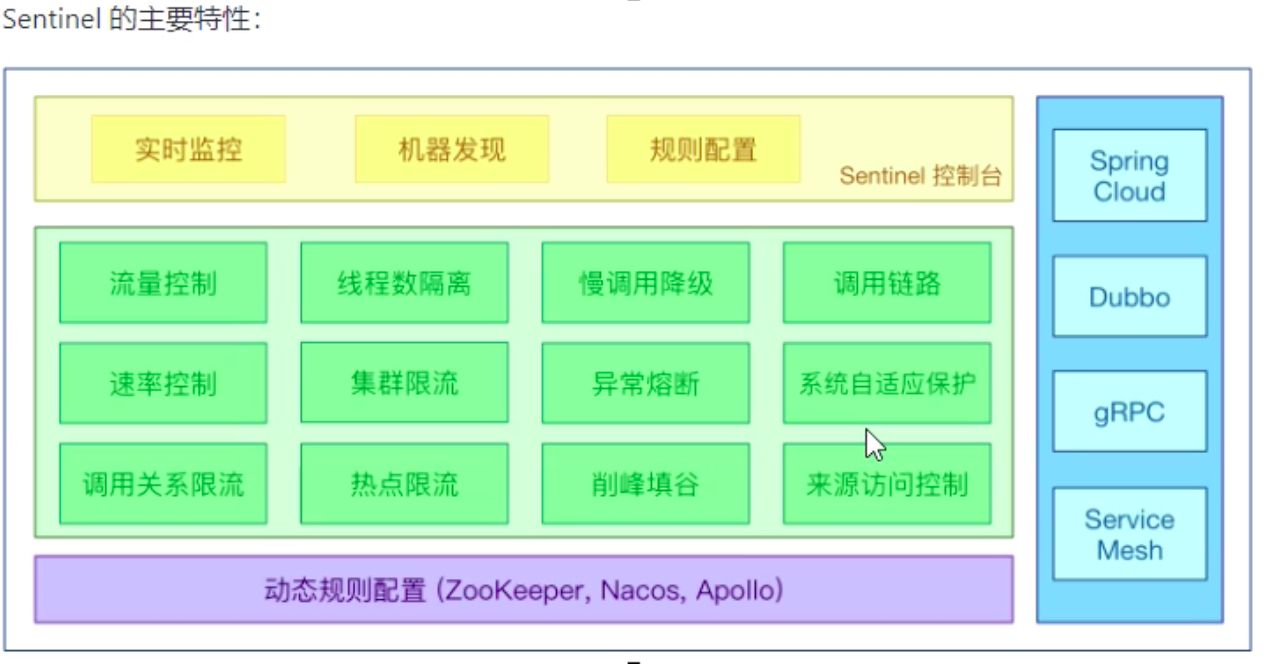 Sentinel 的主要特性：
实时监控
机器发现
规则配置
Sentinel 控制台
流量控制
线程数隔离
慢调用降级
调用链路
速率控制
集群限流
异常熔断
系统自适应保护
调用关系限流
热点限流
削峰填谷
来源访问控制
动态规则配置 (ZooKeeper, Nacos, Apollo)
Spring
Cloud
Dubbo
gRPC
Service
Mesh